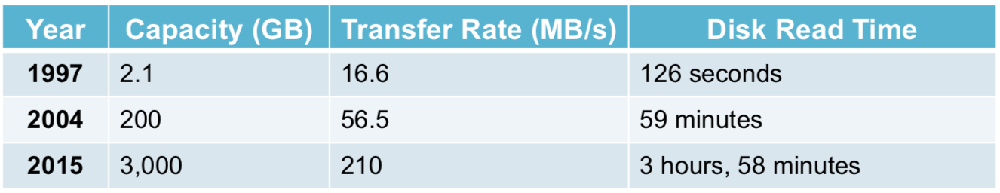 Year Capacity (GB) Transfer Rate (MB/s) Disk Read Time
1997 2.1 16.6 126 seconds
2004 200 56.5 59 minutes
2015 3,000 210 3 hours, 58 minutes